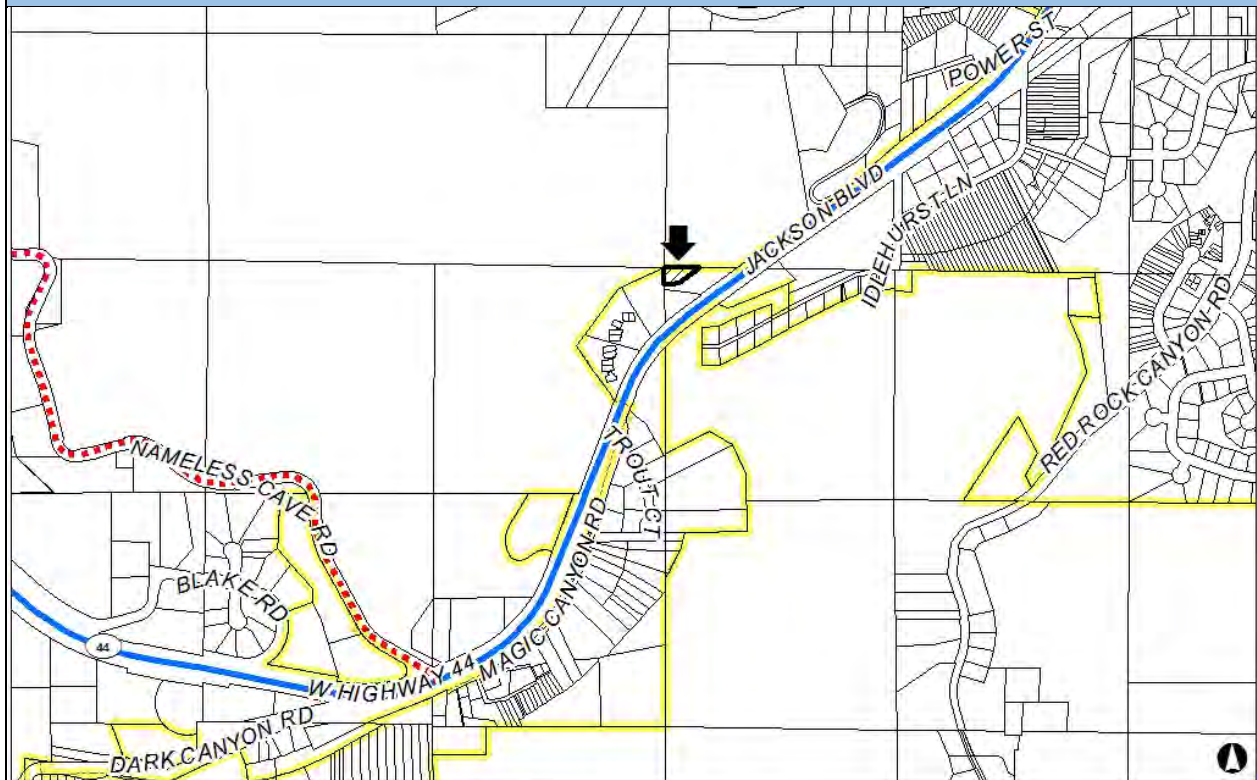 POWER ST
JACKSON BLVD
IDLEHURST LN
RED ROCK CANYON RD
NAMELESS CAVE RD
TROUT CT
BLAKE RD
MAGIC CANYON RD
44
W HIGHWAY 44
DARK CANYON RD